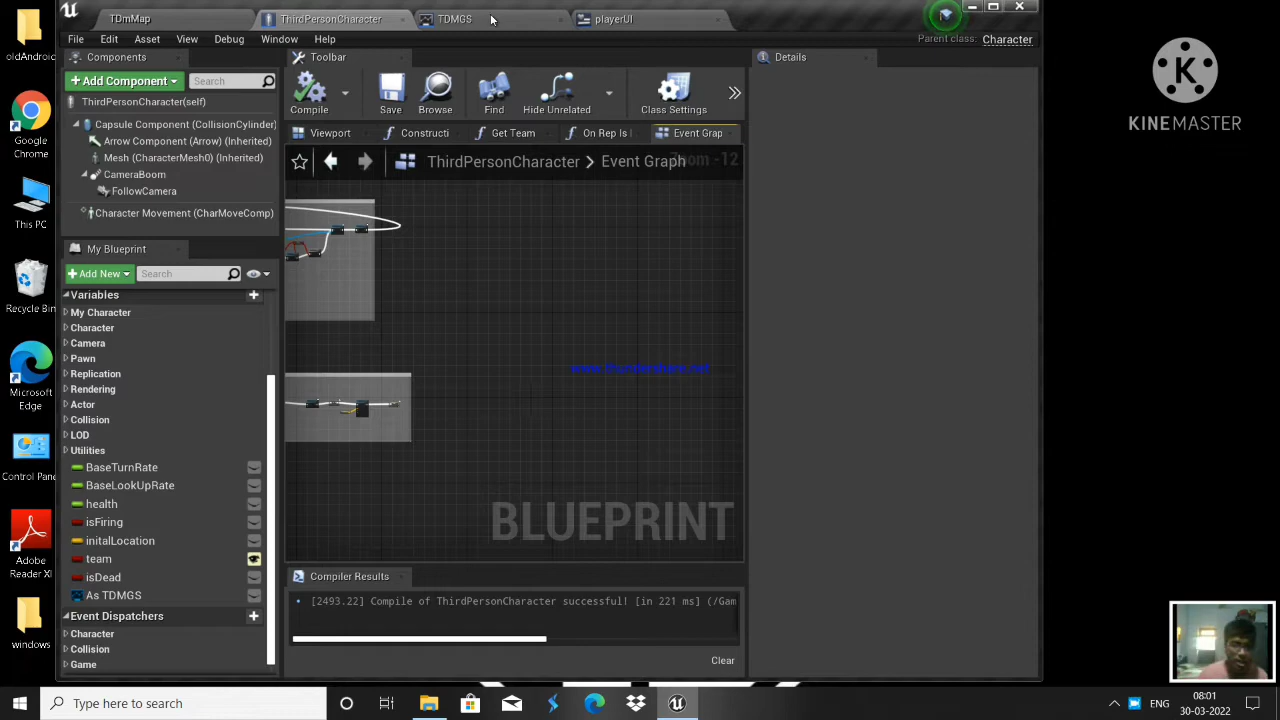 TDmMap
ThirdPersonCharacter
TDMGS
playerUI
File Edit Asset View Debug Window Help
Parent class: Character
Components
Toolbar
Details
Add Component
Search
Compile
Save
Browse
Find
Hide Unrelated
Class Settings
ThirdPersonCharacter(self)
Capsule Component (CollisionCylinder)
Arrow Component (Arrow) (Inherited)
Mesh (CharacterMesh0) (Inherited)
CameraBoom
FollowCamera
Character Movement (CharMoveComp)
Viewport
Constructi
Get Team
On Rep Is
Event Grap
ThirdPersonCharacter > Event Graph
Zoom -12
My Blueprint
Add New
Search
Variables
My Character
Character
Camera
Pawn
Replication
Rendering
Actor
Collision
LOD
Utilities
BaseTurnRate
BaseLookUpRate
health
isFiring
initalLocation
team
isDead
As TDMGS
Event Dispatchers
Character
Collision
Game
www.thundershare.net
BLUEPRINT
Compiler Results
[2493.22] Compile of ThirdPersonCharacter successful! [in 221 ms] (/Gam
Clear
oldAndroid
Google
Chrome
This PC
Recycle Bin
Microsoft
Edge
Control Pane
Adobe
Reader XI
windows
K
KINEMASTER
Type here to search
ENG
08:01
30-03-2022